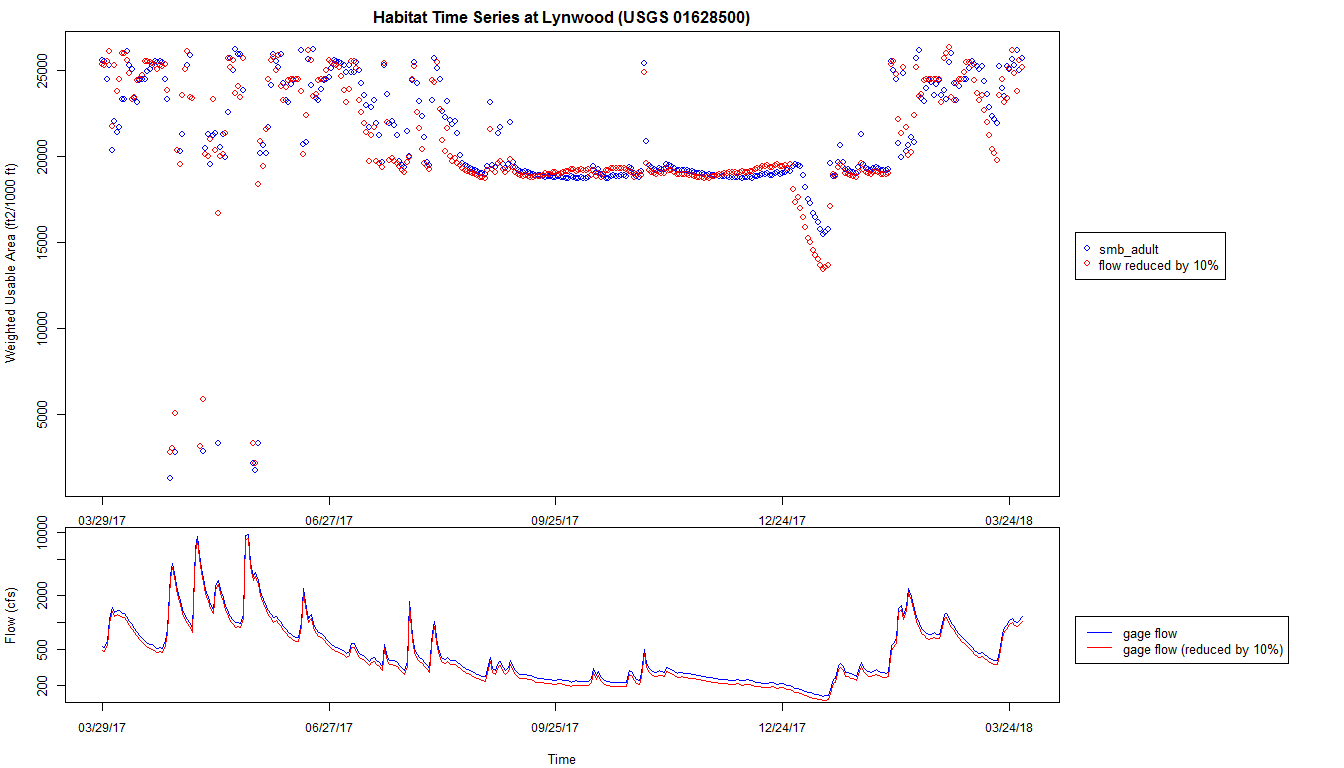 Habitat Time Series at Lynwood (USGS 01628500)
Weighted Usable Area (ft2/1000 ft)
25000
20000
15000
10000
5000
03/29/17 06/27/17 09/25/17 12/24/17 03/24/18
smb_adult
flow reduced by 10%
Flow (cfs)
10000
2000
500
200
03/29/17 06/27/17 09/25/17 12/24/17 03/24/18
Time
gage flow
gage flow (reduced by 10%)